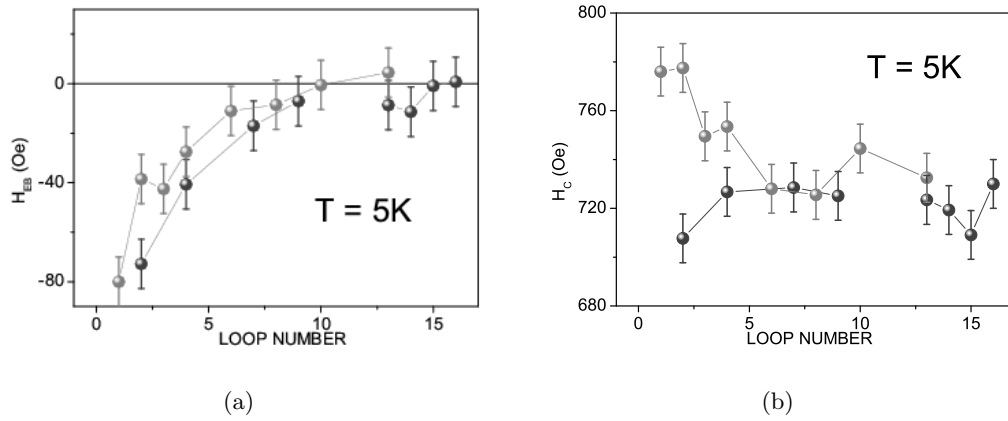 0
-40
-80
H_EB (Oe)
T = 5K
0 5 10 15
LOOP NUMBER
(a)
800
760
720
680
H_C (Oe)
T = 5K
0 5 10 15
LOOP NUMBER
(b)